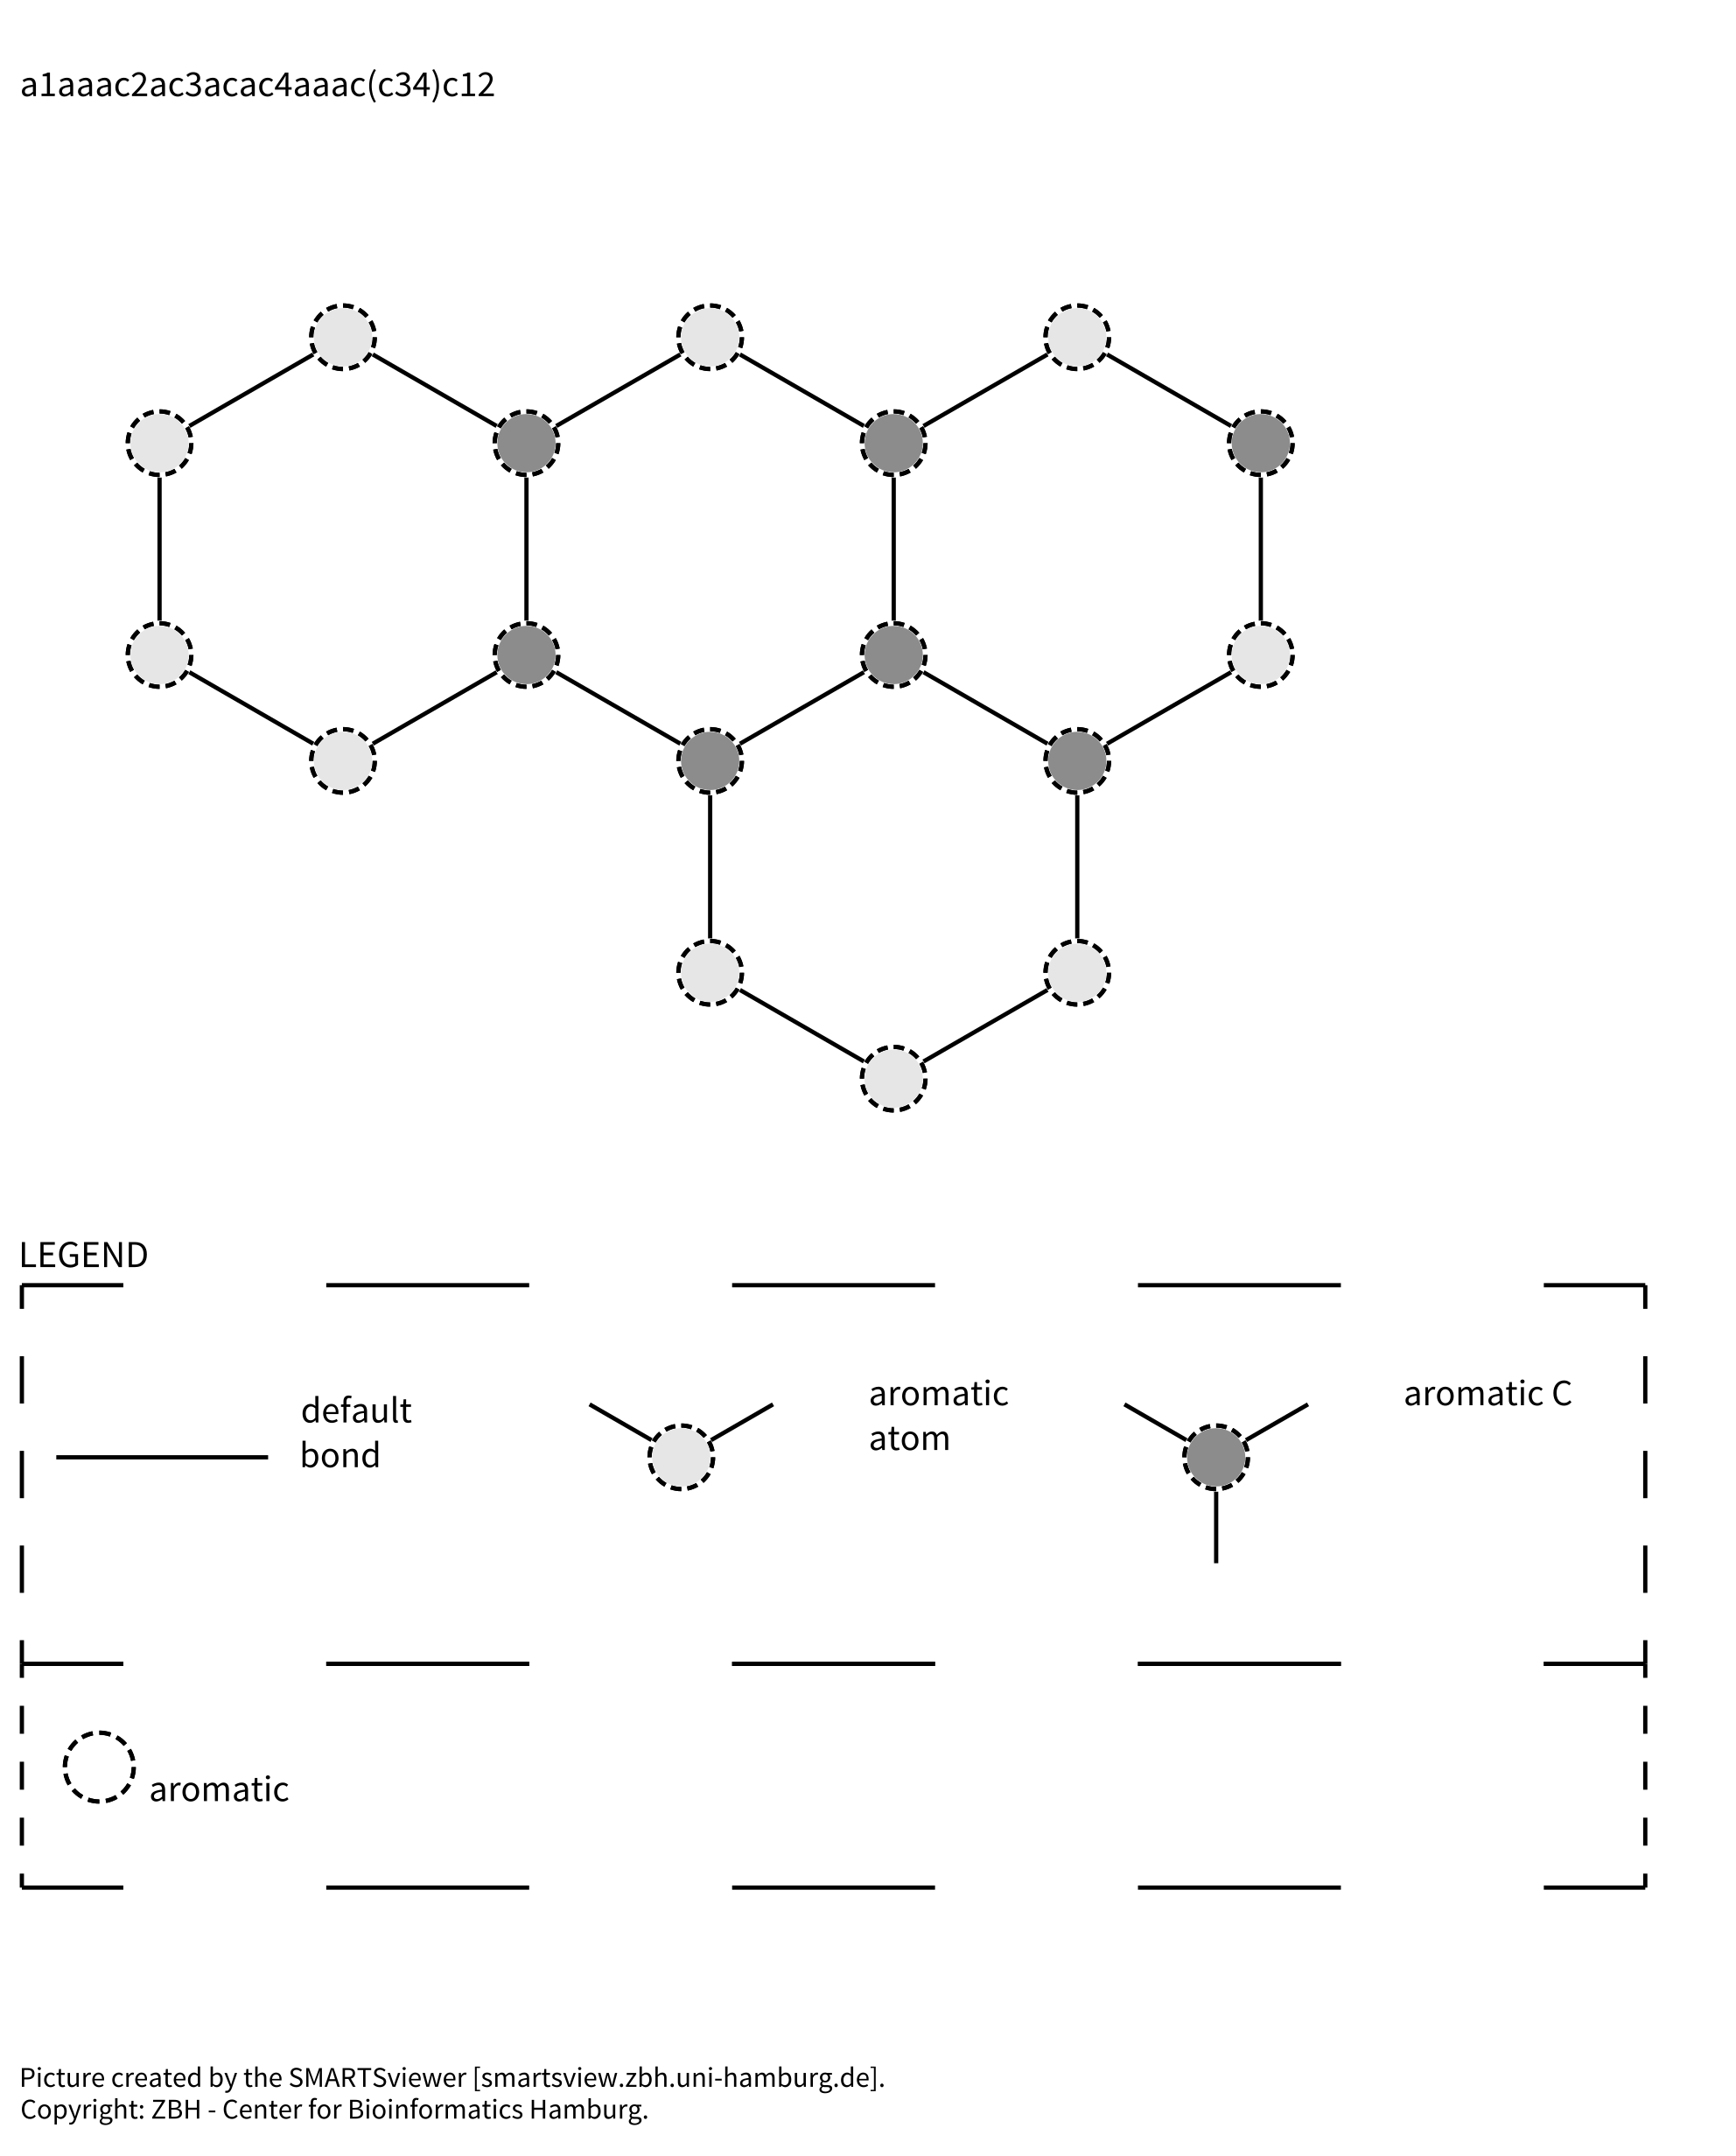 a1aaac2ac3acac4aaac(c34)c12
LEGEND
default
bond
aromatic
atom
aromatic C
aromatic
Picture created by the SMARTSviewer [smartsview.zbh.uni-hamburg.de].
Copyright: ZBH - Center for Bioinformatics Hamburg.